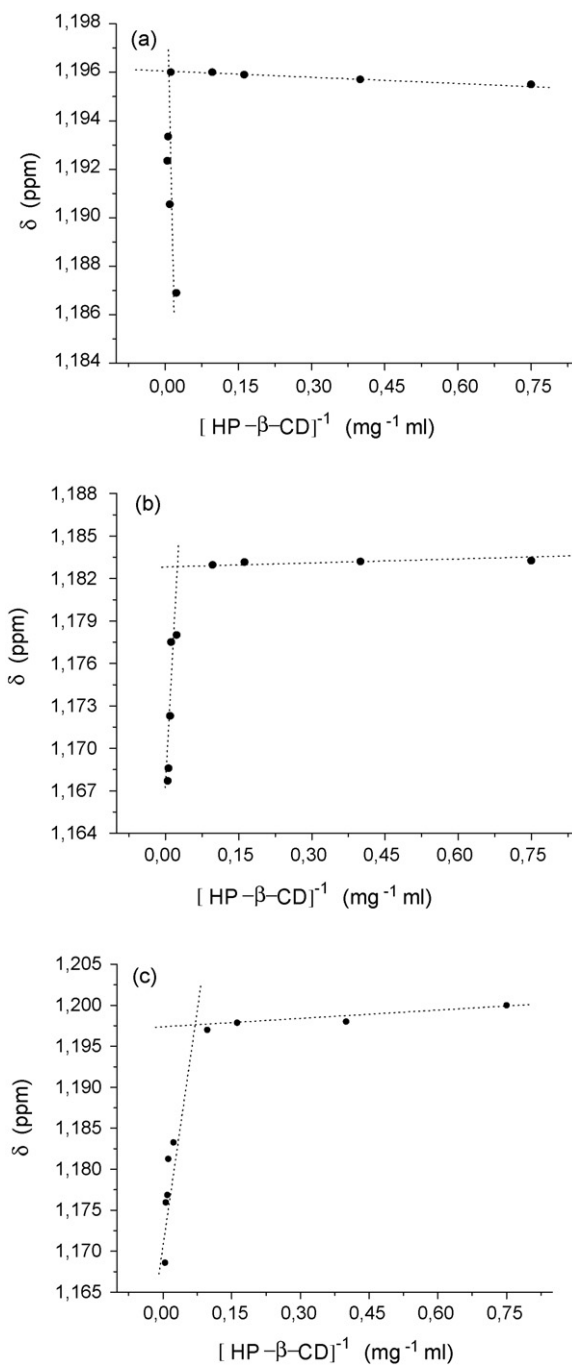 (a)
1,198
1,196
1,194
1,192
1,190
1,188
1,186
1,184
δ (ppm)
0,00 0,15 0,30 0,45 0,60 0,75
[ HP –β–CD]-1 (mg-1 ml)
(b)
1,188
1,185
1,182
1,179
1,176
1,173
1,170
1,167
1,164
δ (ppm)
0,00 0,15 0,30 0,45 0,60 0,75
[ HP –β–CD]-1 (mg-1 ml)
(c)
1,205
1,200
1,195
1,190
1,185
1,180
1,175
1,170
1,165
δ (ppm)
0,00 0,15 0,30 0,45 0,60 0,75
[ HP –β–CD]-1 (mg-1 ml)